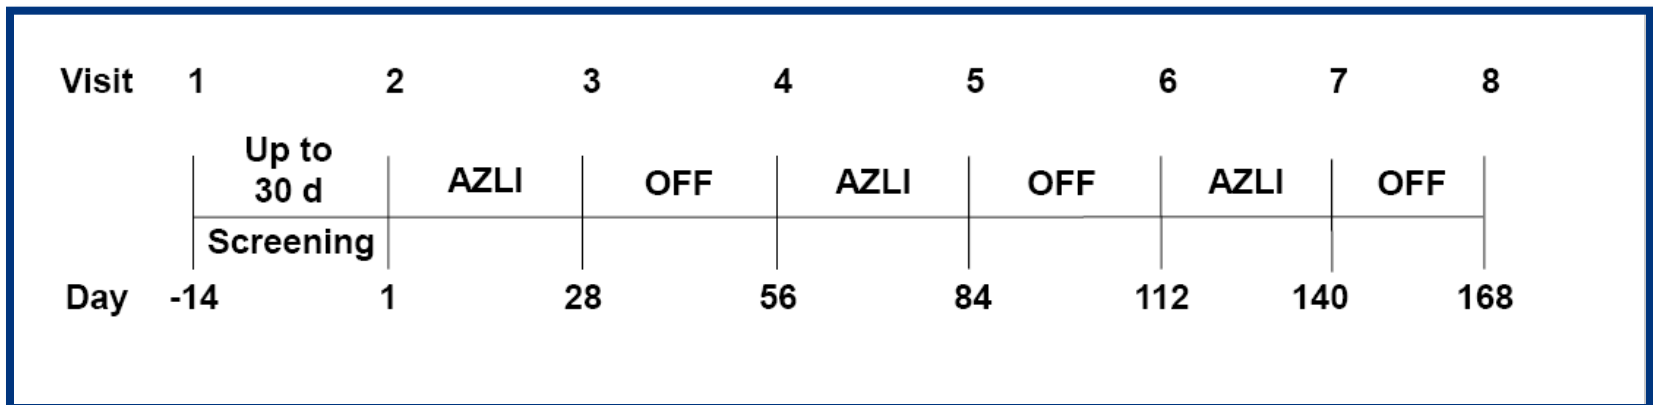 Visit 1 2 3 4 5 6 7 8
Up to
30 d AZLI OFF AZLI OFF AZLI OFF
Screening
Day -14 1 28 56 84 112 140 168